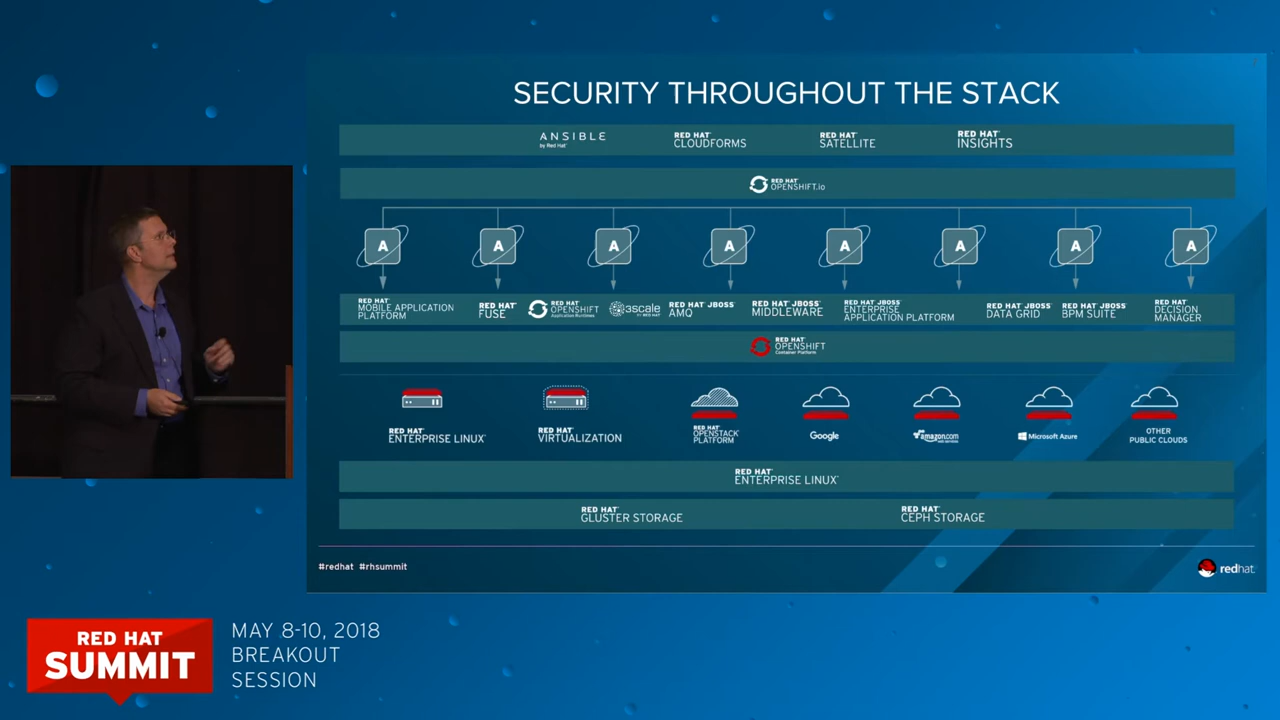 SECURITY THROUGHOUT THE STACK
ANSIBLE
by Red Hat®
RED HAT®
CLOUDFORMS
RED HAT®
SATELLITE
RED HAT®
INSIGHTS
RED HAT®
OPENSHIFT.io
A A A A A A A A
RED HAT®
MOBILE APPLICATION
PLATFORM
RED HAT®
FUSE
RED HAT®
OPENSHIFT
Application Runtimes
3scale
BY RED HAT
RED HAT® JBOSS®
AMQ
RED HAT® JBOSS®
MIDDLEWARE
RED HAT® JBOSS®
ENTERPRISE
APPLICATION PLATFORM
RED HAT® JBOSS®
DATA GRID
RED HAT® JBOSS®
BPM SUITE
RED HAT®
DECISION
MANAGER
RED HAT®
OPENSHIFT
Container Platform
RED HAT®
ENTERPRISE LINUX®
RED HAT®
VIRTUALIZATION
RED HAT®
OPENSTACK®
PLATFORM
Google
amazon.com
web services
Microsoft Azure
OTHER
PUBLIC CLOUDS
RED HAT®
ENTERPRISE LINUX®
RED HAT®
GLUSTER STORAGE
RED HAT®
CEPH STORAGE
#redhat #rhsummit
redhat.
RED HAT
SUMMIT
MAY 8-10, 2018
BREAKOUT
SESSION